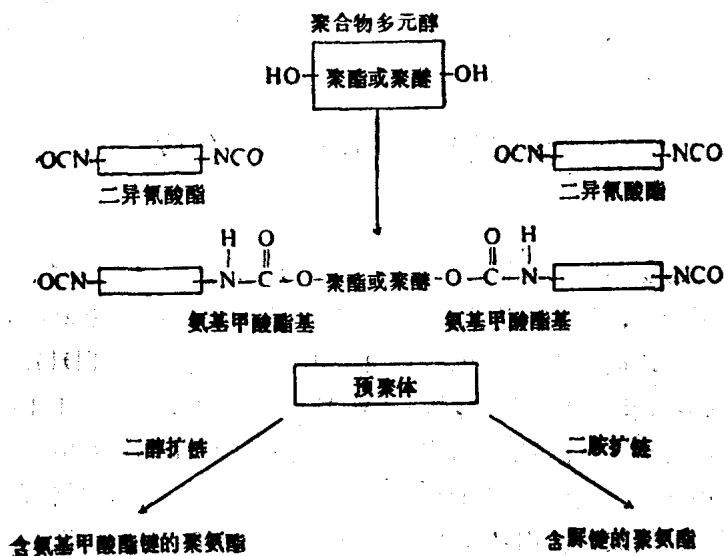 聚合物多元醇
HO 聚酯或聚醚 OH
OCN NCO OCN NCO
二异氰酸酯 二异氰酸酯
H O O H
OCN N—C—O—聚酯或聚醚—O—C—N NCO
氨基甲酸酯基 氨基甲酸酯基
预聚体
二醇扩链 二胺扩链
含氨基甲酸酯键的聚氨酯 含脲键的聚氨酯